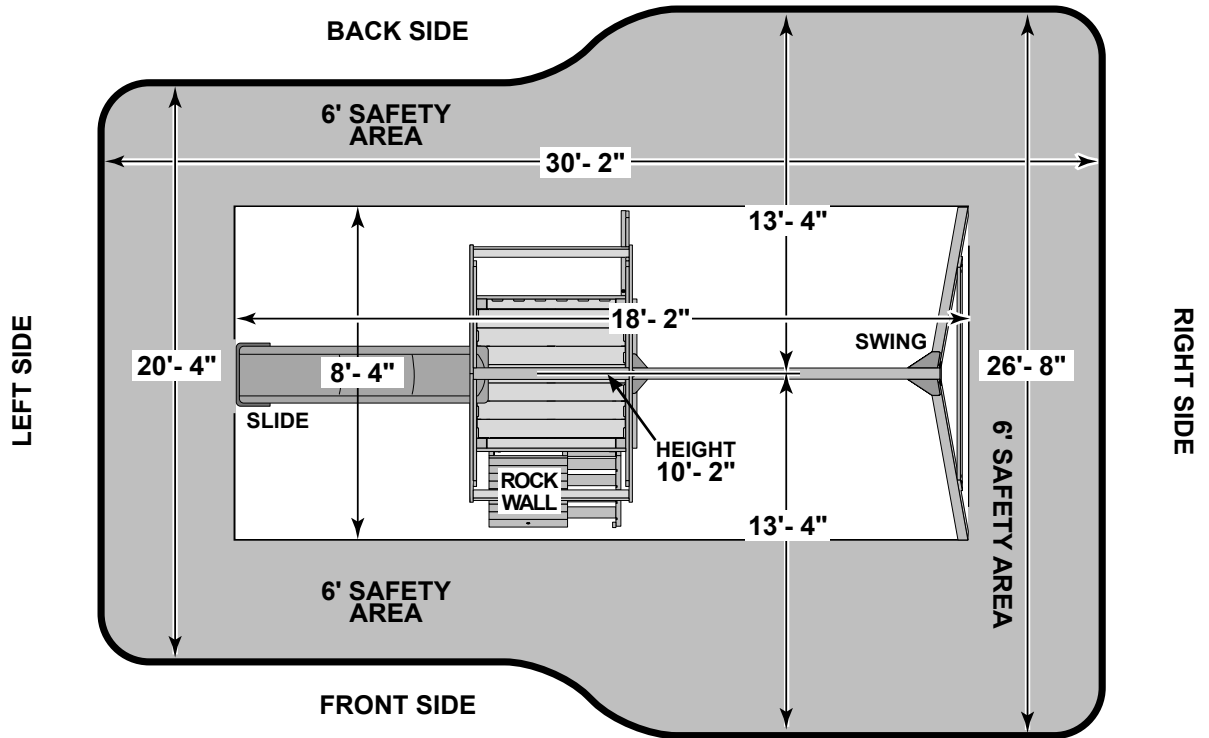 BACK SIDE
6' SAFETY
AREA
30'- 2"
13'- 4"
18'- 2"
SWING
LEFT SIDE
20'- 4"
8'- 4"
26'- 8"
RIGHT SIDE
SLIDE
HEIGHT
10'- 2"
ROCK
WALL
6' SAFETY AREA
13'- 4"
6' SAFETY
AREA
FRONT SIDE